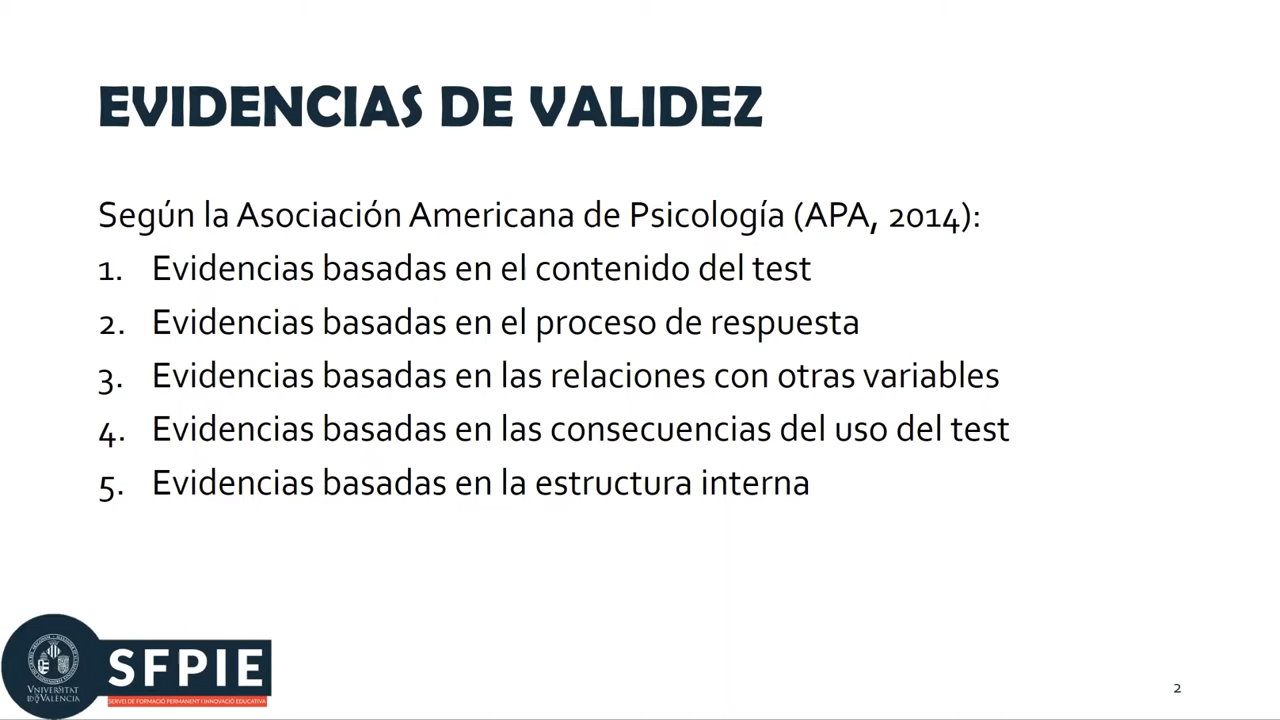 EVIDENCIAS DE VALIDEZ
Según la Asociación Americana de Psicología (APA, 2014):
1. Evidencias basadas en el contenido del test
2. Evidencias basadas en el proceso de respuesta
3. Evidencias basadas en las relaciones con otras variables
4. Evidencias basadas en las consecuencias del uso del test
5. Evidencias basadas en la estructura interna
VNIVERSITAT
DE VALÈNCIA
SFPIE
SERVEI DE FORMACIÓ PERMANENT I INNOVACIÓ EDUCATIVA
2